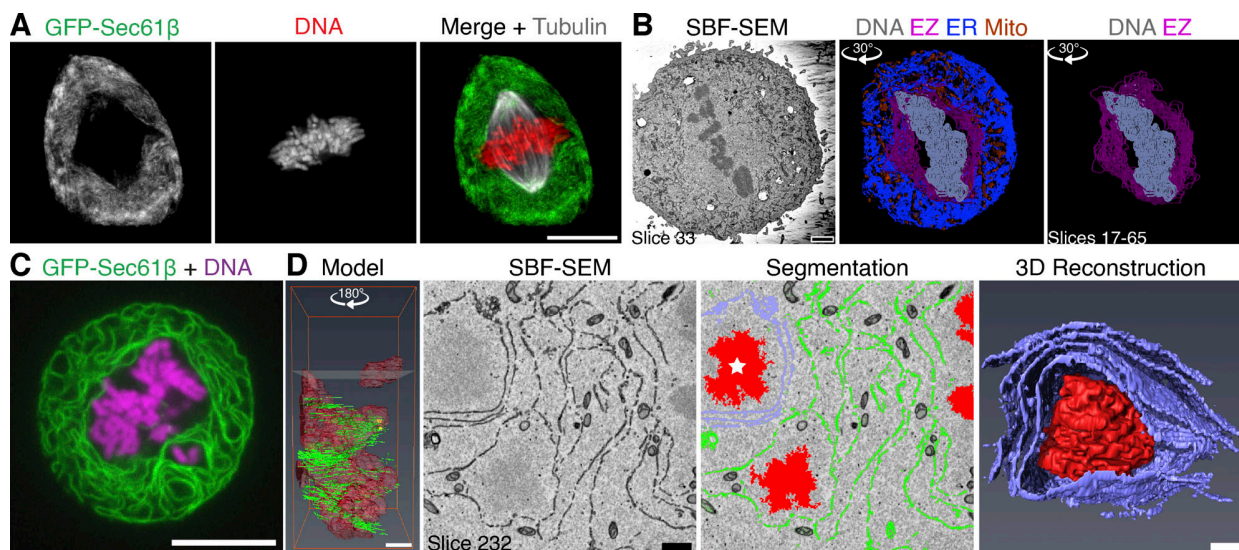 A
GFP-Sec61β
DNA
Merge + Tubulin
B
SBF-SEM
DNA EZ ER Mito
DNA EZ
30°
30°
Slice 33
Slices 17-65
C
GFP-Sec61β + DNA
D
Model
SBF-SEM
Segmentation
3D Reconstruction
180°
Slice 232